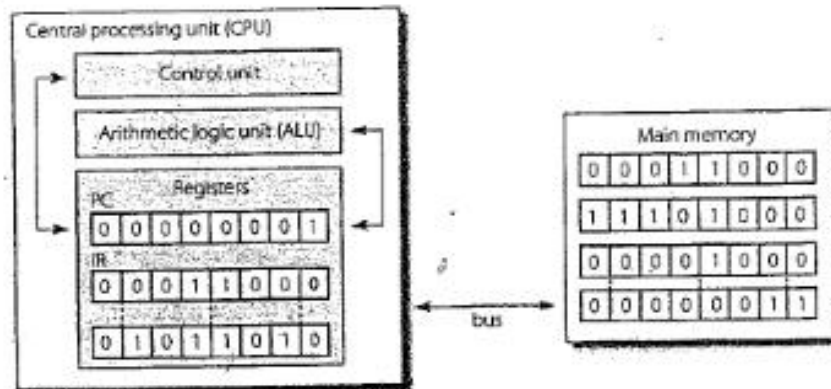 Central processing unit (CPU)
Control unit
Arithmetic logic unit (ALU)
Registers
PC
0 0 0 0 0 0 0 1
IR
0 0 0 1 1 0 0 0
0 1 0 1 1 0 1 0
bus
Main memory
0 0 0 1 1 0 0 0
1 1 1 0 1 0 0 0
0 0 0 0 1 0 0 0
0 0 0 0 0 0 1 1